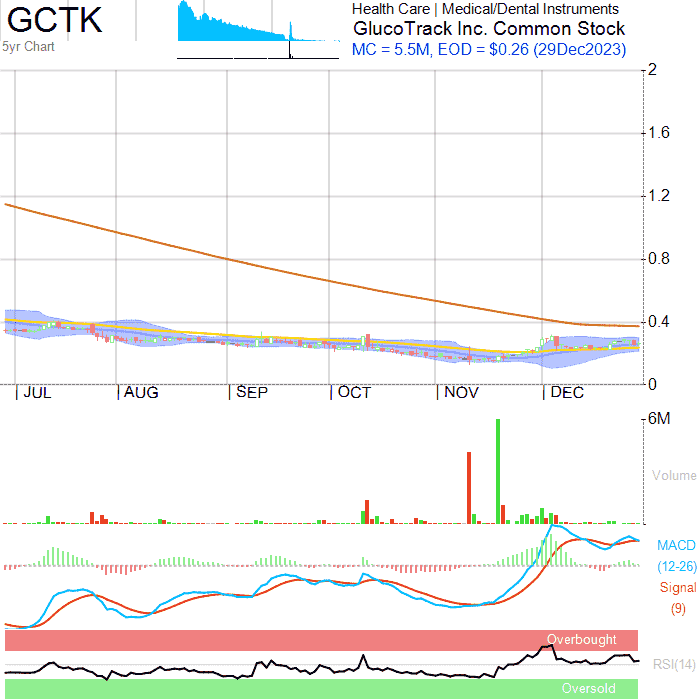 GCTK
5yr Chart
Health Care | Medical/Dental Instruments
GlucoTrack Inc. Common Stock
MC = 5.5M, EOD = $0.26 (29Dec2023)
2
1.6
1.2
0.8
0.4
0
JUL
AUG
SEP
OCT
NOV
DEC
6M
Volume
MACD
(12-26)
Signal
(9)
Overbought
RSI(14)
Oversold